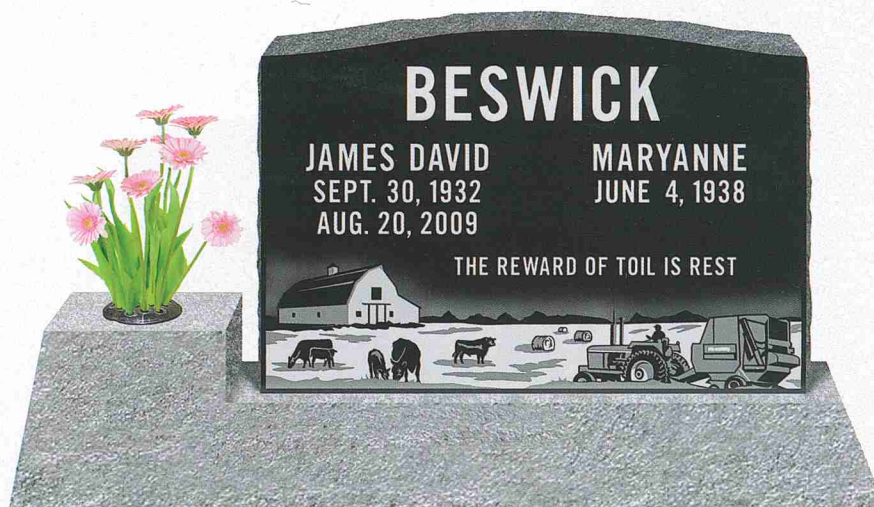 BESWICK
JAMES DAVID
SEPT. 30, 1932
AUG. 20, 2009
MARYANNE
JUNE 4, 1938
THE REWARD OF TOIL IS REST